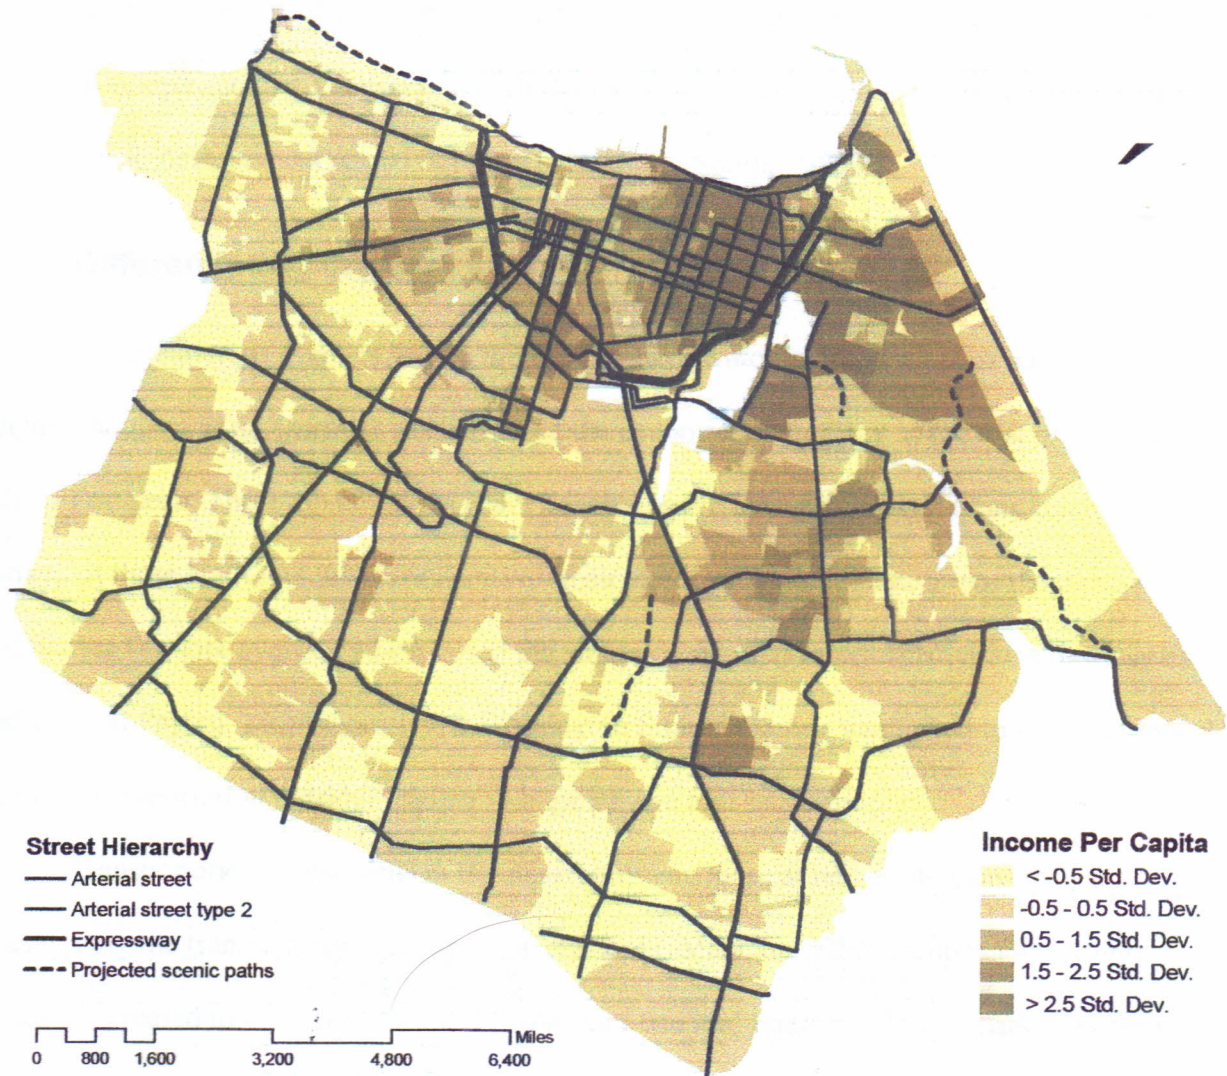 Street Hierarchy
Arterial street
Arterial street type 2
Expressway
Projected scenic paths
0 800 1,600 3,200 4,800 6,400 Miles
Income Per Capita
< -0.5 Std. Dev.
-0.5 - 0.5 Std. Dev.
0.5 - 1.5 Std. Dev.
1.5 - 2.5 Std. Dev.
> 2.5 Std. Dev.